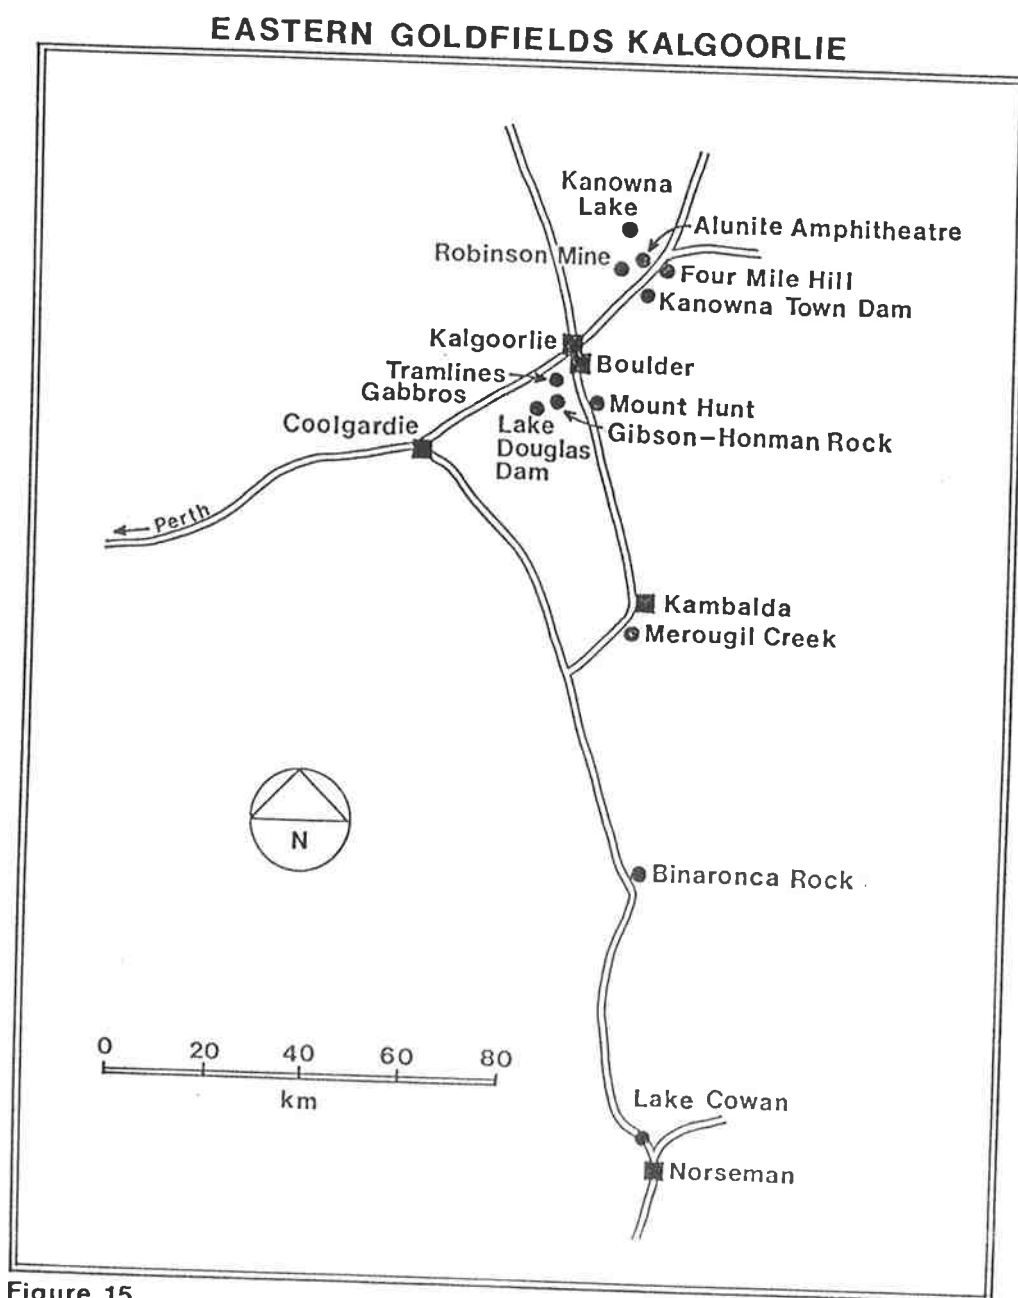 EASTERN GOLDFIELDS KALGOORLIE
Kanowna
Lake
Alunite Amphitheatre
Robinson Mine
Four Mile Hill
Kanowna Town Dam
Kalgoorlie
Boulder
Tramlines
Gabbros
Mount Hunt
Coolgardie
Lake
Douglas
Dam
Gibson-Honman Rock
Perth
Kambalda
Merougil Creek
N
Binaronca Rock
0 20 40 60 80
km
Lake Cowan
Norseman
Figure 15